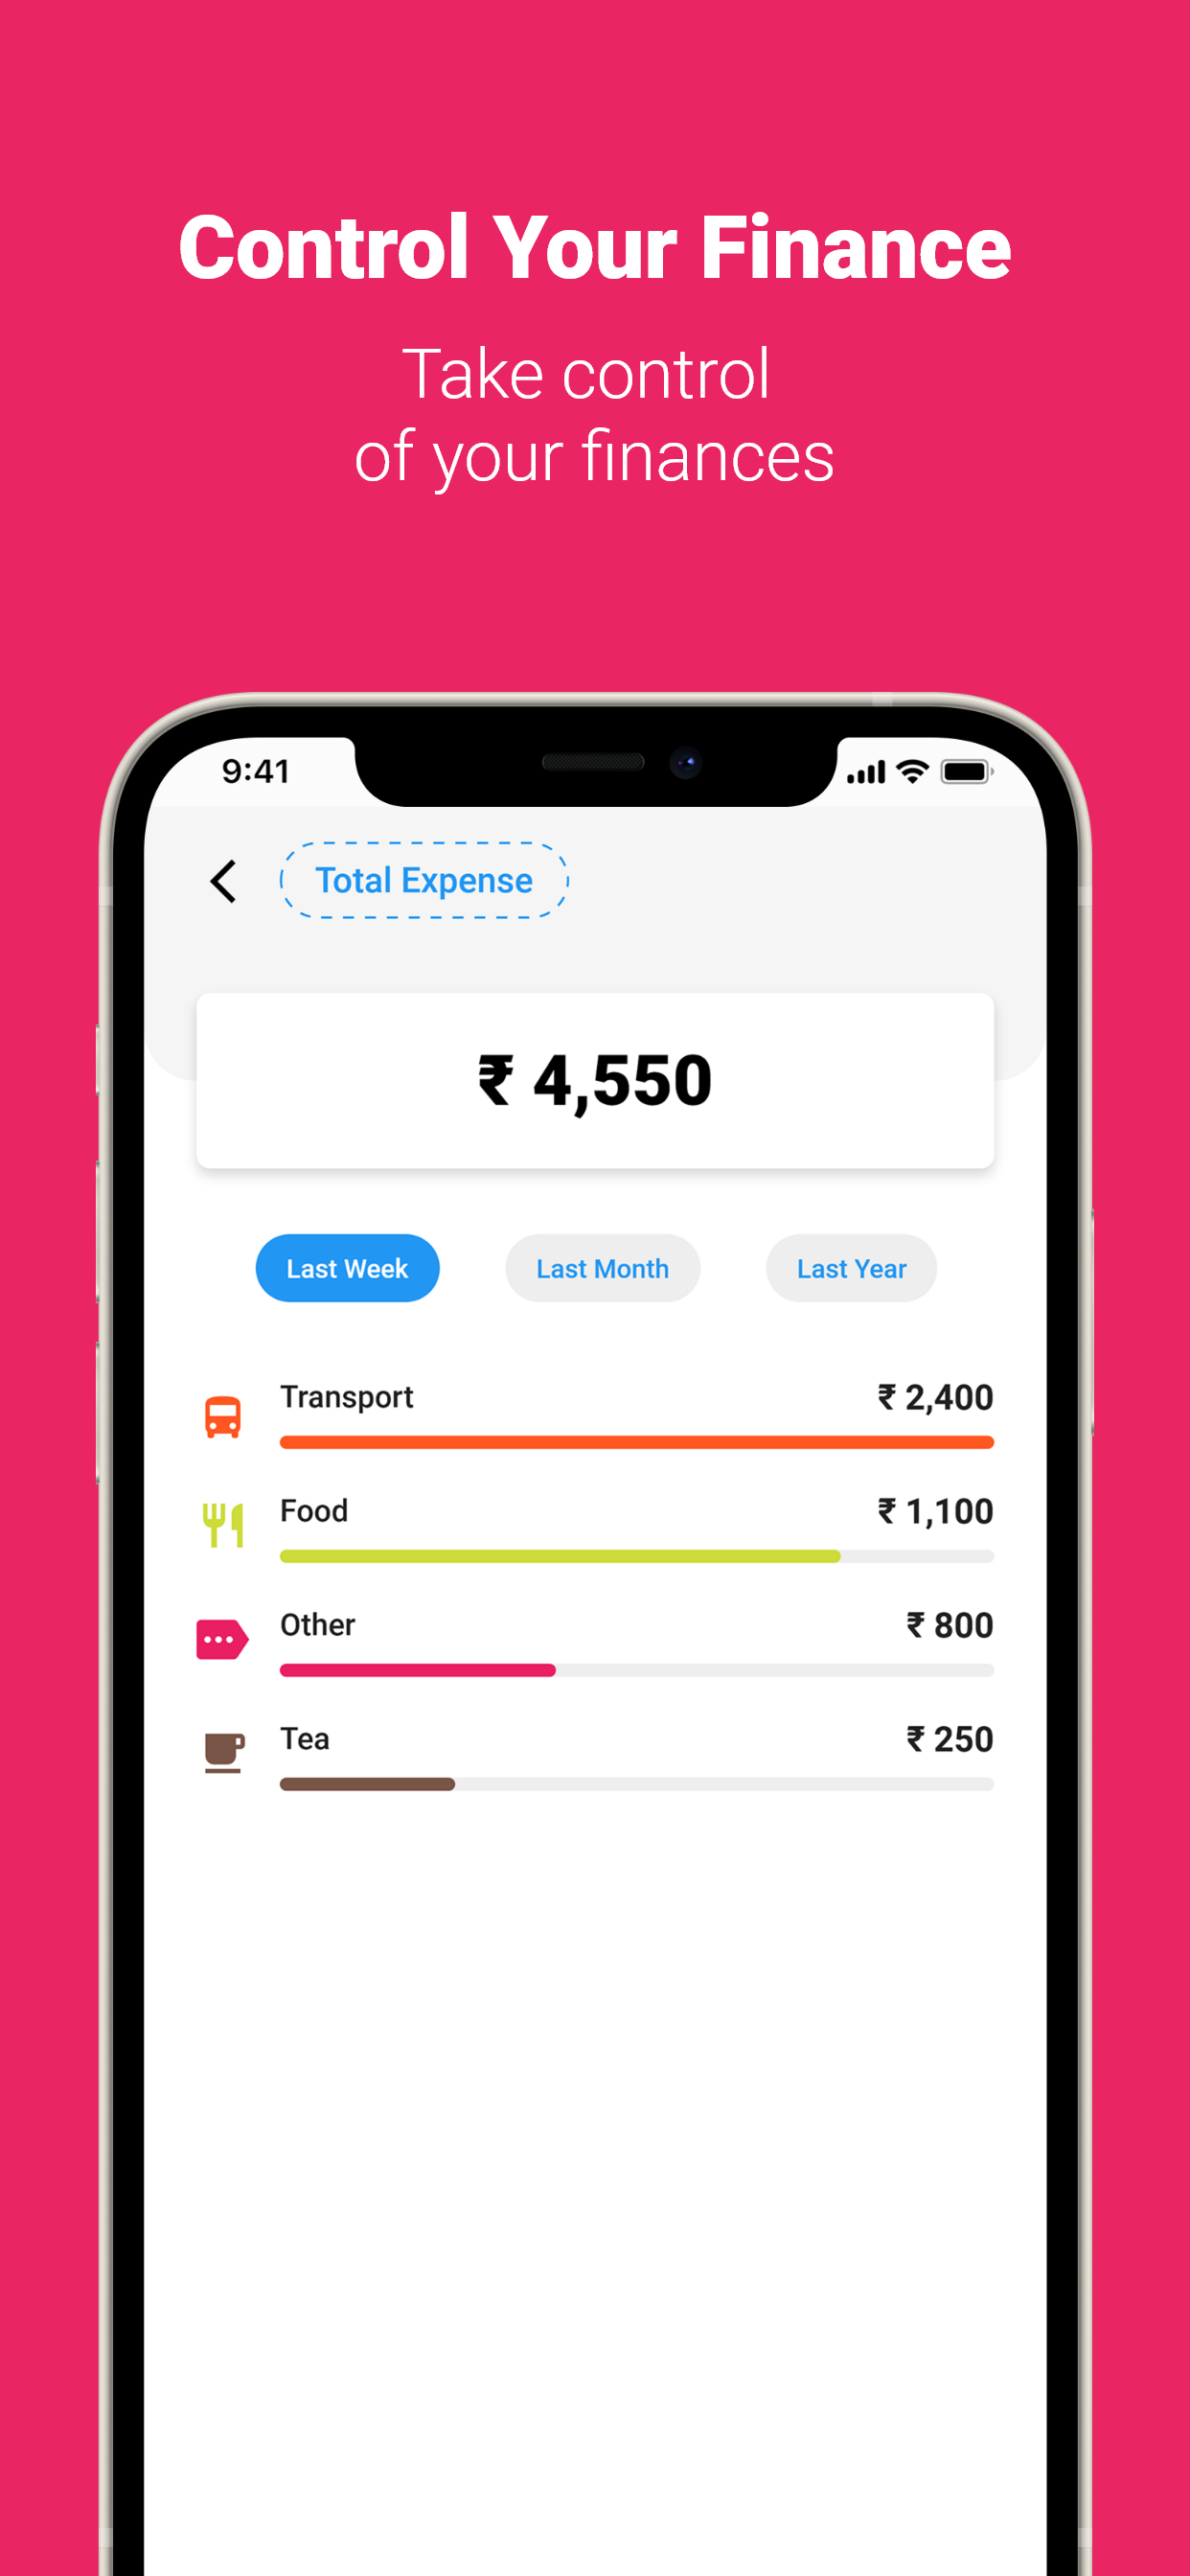 Control Your Finance
Take control
of your finances
9:41
Total Expense
₹ 4,550
Last Week Last Month Last Year
Transport ₹ 2,400
Food ₹ 1,100
Other ₹ 800
Tea ₹ 250